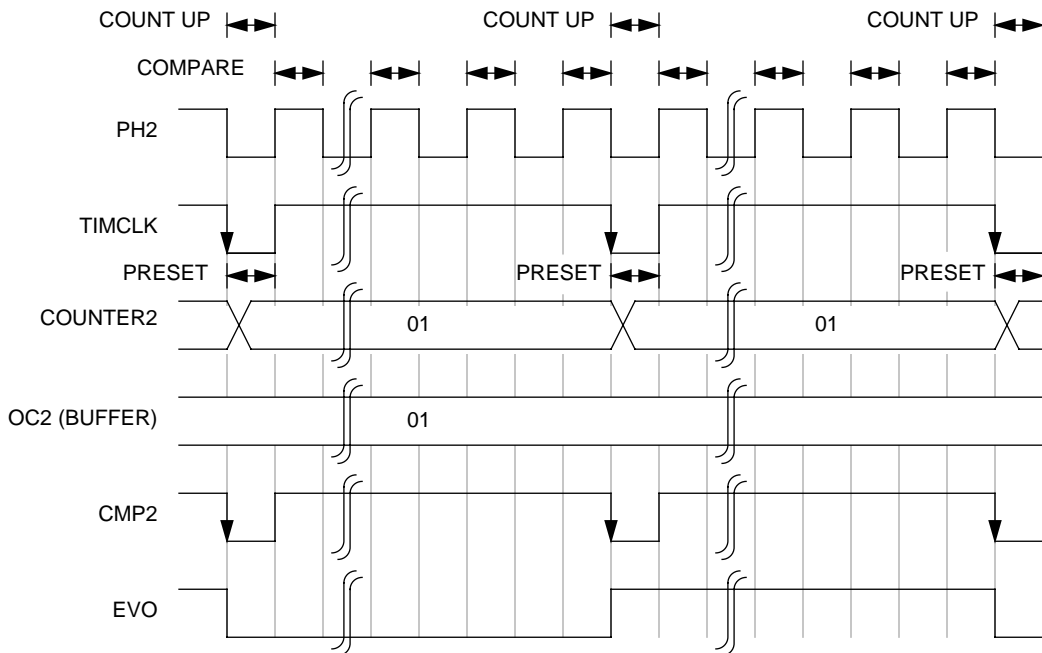 COUNT UP COUNT UP COUNT UP
COMPARE
PH2
TIMCLK
PRESET PRESET PRESET
COUNTER2 01 01
OC2 (BUFFER) 01
CMP2
EVO